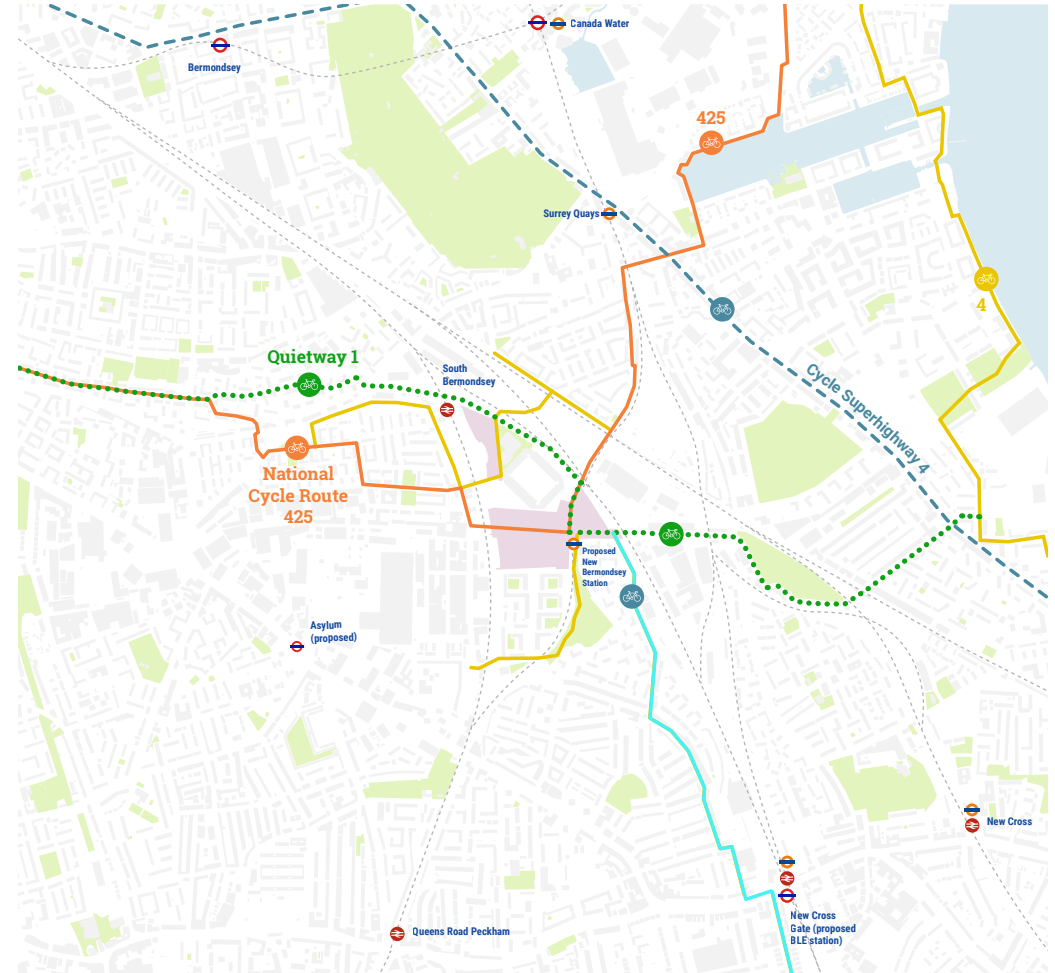 Canada Water
Bermondsey
425
Surrey Quays
4
Quietway 1
South
Bermondsey
Cycle Superhighway 4
National
Cycle Route
425
Proposed
New
Bermondsey
Station
Asylum
(proposed)
New Cross
New Cross
Gate (proposed
BLE station)
Queens Road Peckham